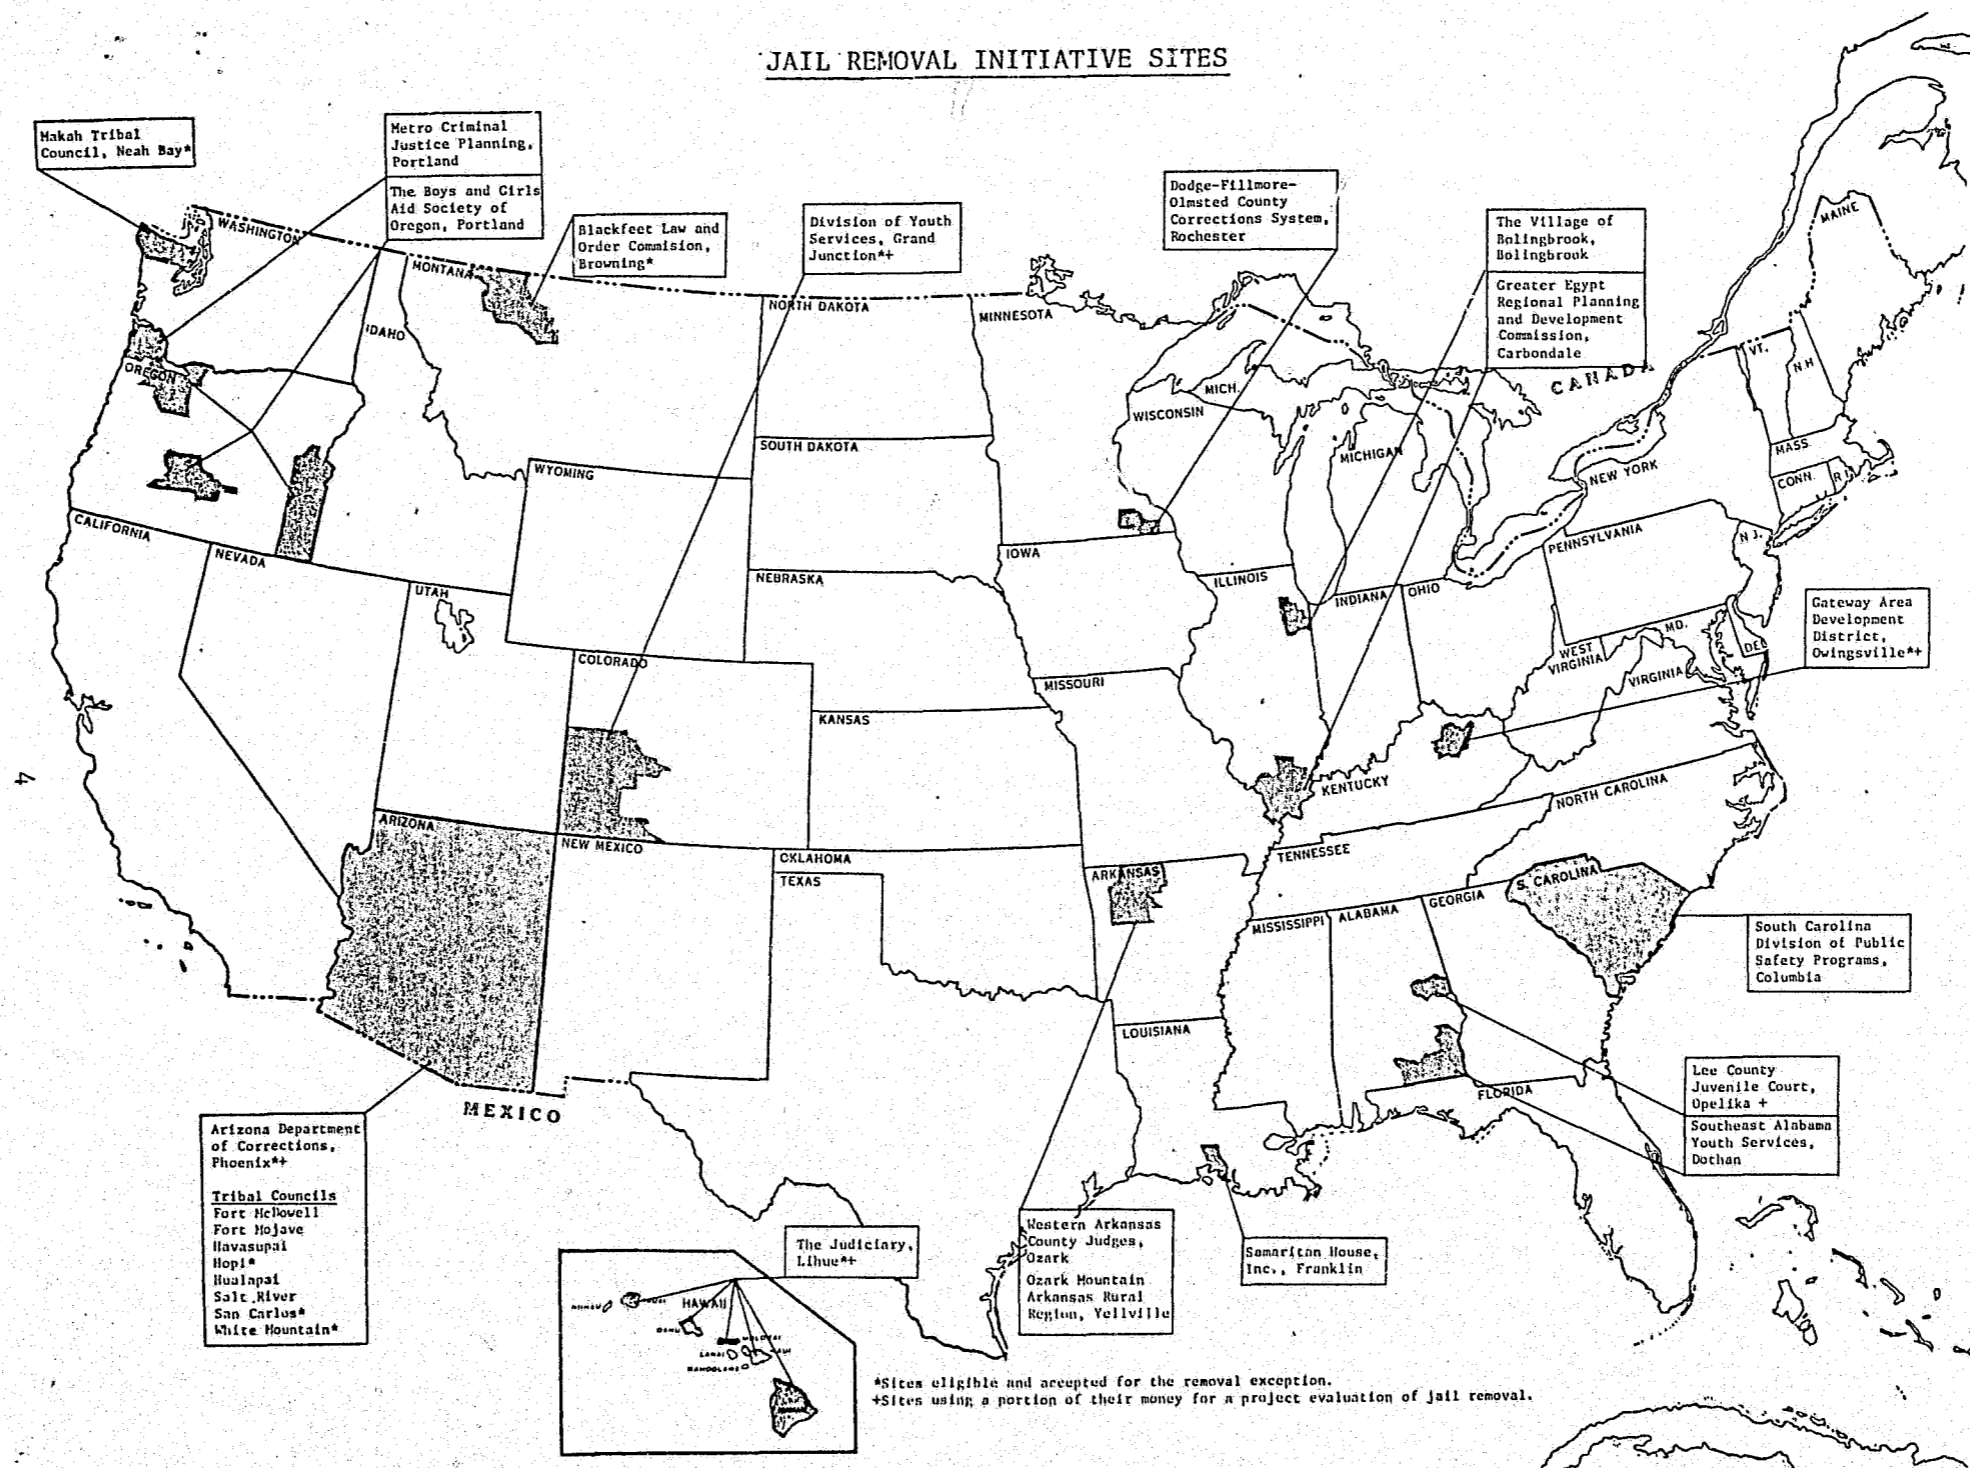 JAIL REMOVAL INITIATIVE SITES
Makah Tribal
Council, Neah Bay*
Metro Criminal
Justice Planning,
Portland
The Boys and Girls
Aid Society of
Oregon, Portland
Blackfeet Law and
Order Commision,
Browning*
Division of Youth
Services, Grand
Junction*+
Dodge-Fillmore-
Olmsted County
Corrections System,
Rochester
The Village of
Bolingbrook,
Bolingbrook
Greater Egypt
Regional Planning
and Development
Commission,
Carbondale
WASHINGTON
MONTANA
NORTH DAKOTA
MINNESOTA
MAINE
IDAHO
OREGON
VT.
N.H
CANADA
MICH.
WISCONSIN
SOUTH DAKOTA
MICHIGAN
MASS.
WYOMING
NEW YORK
CONN.
R.I.
CALIFORNIA
NEVADA
IOWA
PENNSYLVANIA
N J.
NEBRASKA
ILLINOIS
UTAH
INDIANA
OHIO
MD.
DEL
WEST
VIRGINIA
VIRGINIA
COLORADO
MISSOURI
KANSAS
KENTUCKY
NORTH CAROLINA
Gateway Area
Development
District,
Owingsville*+
4
ARIZONA
NEW MEXICO
OKLAHOMA
TEXAS
TENNESSEE
ARKANSAS
S. CAROLINA
MISSISSIPPI
ALABAMA
GEORGIA
South Carolina
Division of Public
Safety Programs,
Columbia
LOUISIANA
FLORIDA
MEXICO
Lee County
Juvenile Court,
Opelika +
Southeast Alabama
Youth Services,
Dothan
Arizona Department
of Corrections,
Phoenix*+
Tribal Councils
Fort McDowell
Fort Mojave
Havasupai
Hopi*
Hualapai
Salt River
San Carlos*
White Mountain*
The Judiciary,
Lihue*+
HAWAII
OAHU
MOLOKAI
LANAI
MAUI
Western Arkansas
County Judges,
Ozark
Ozark Mountain
Arkansas Rural
Region, Yellville
Samaritan House,
Inc., Franklin
*Sites eligible and accepted for the removal exception.
+Sites using a portion of their money for a project evaluation of jail removal.